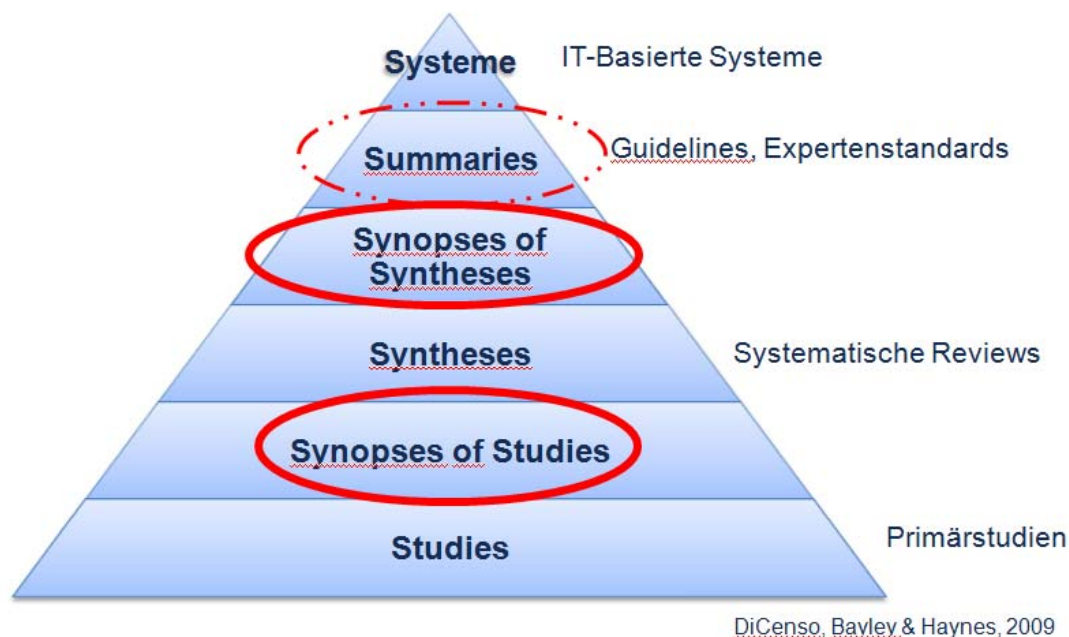 Systeme
IT-Basierte Systeme
Summaries
Guidelines, Expertenstandards
Synopses of
Syntheses
Syntheses
Systematische Reviews
Synopses of Studies
Studies
Primärstudien
DiCenso, Bayley & Haynes, 2009